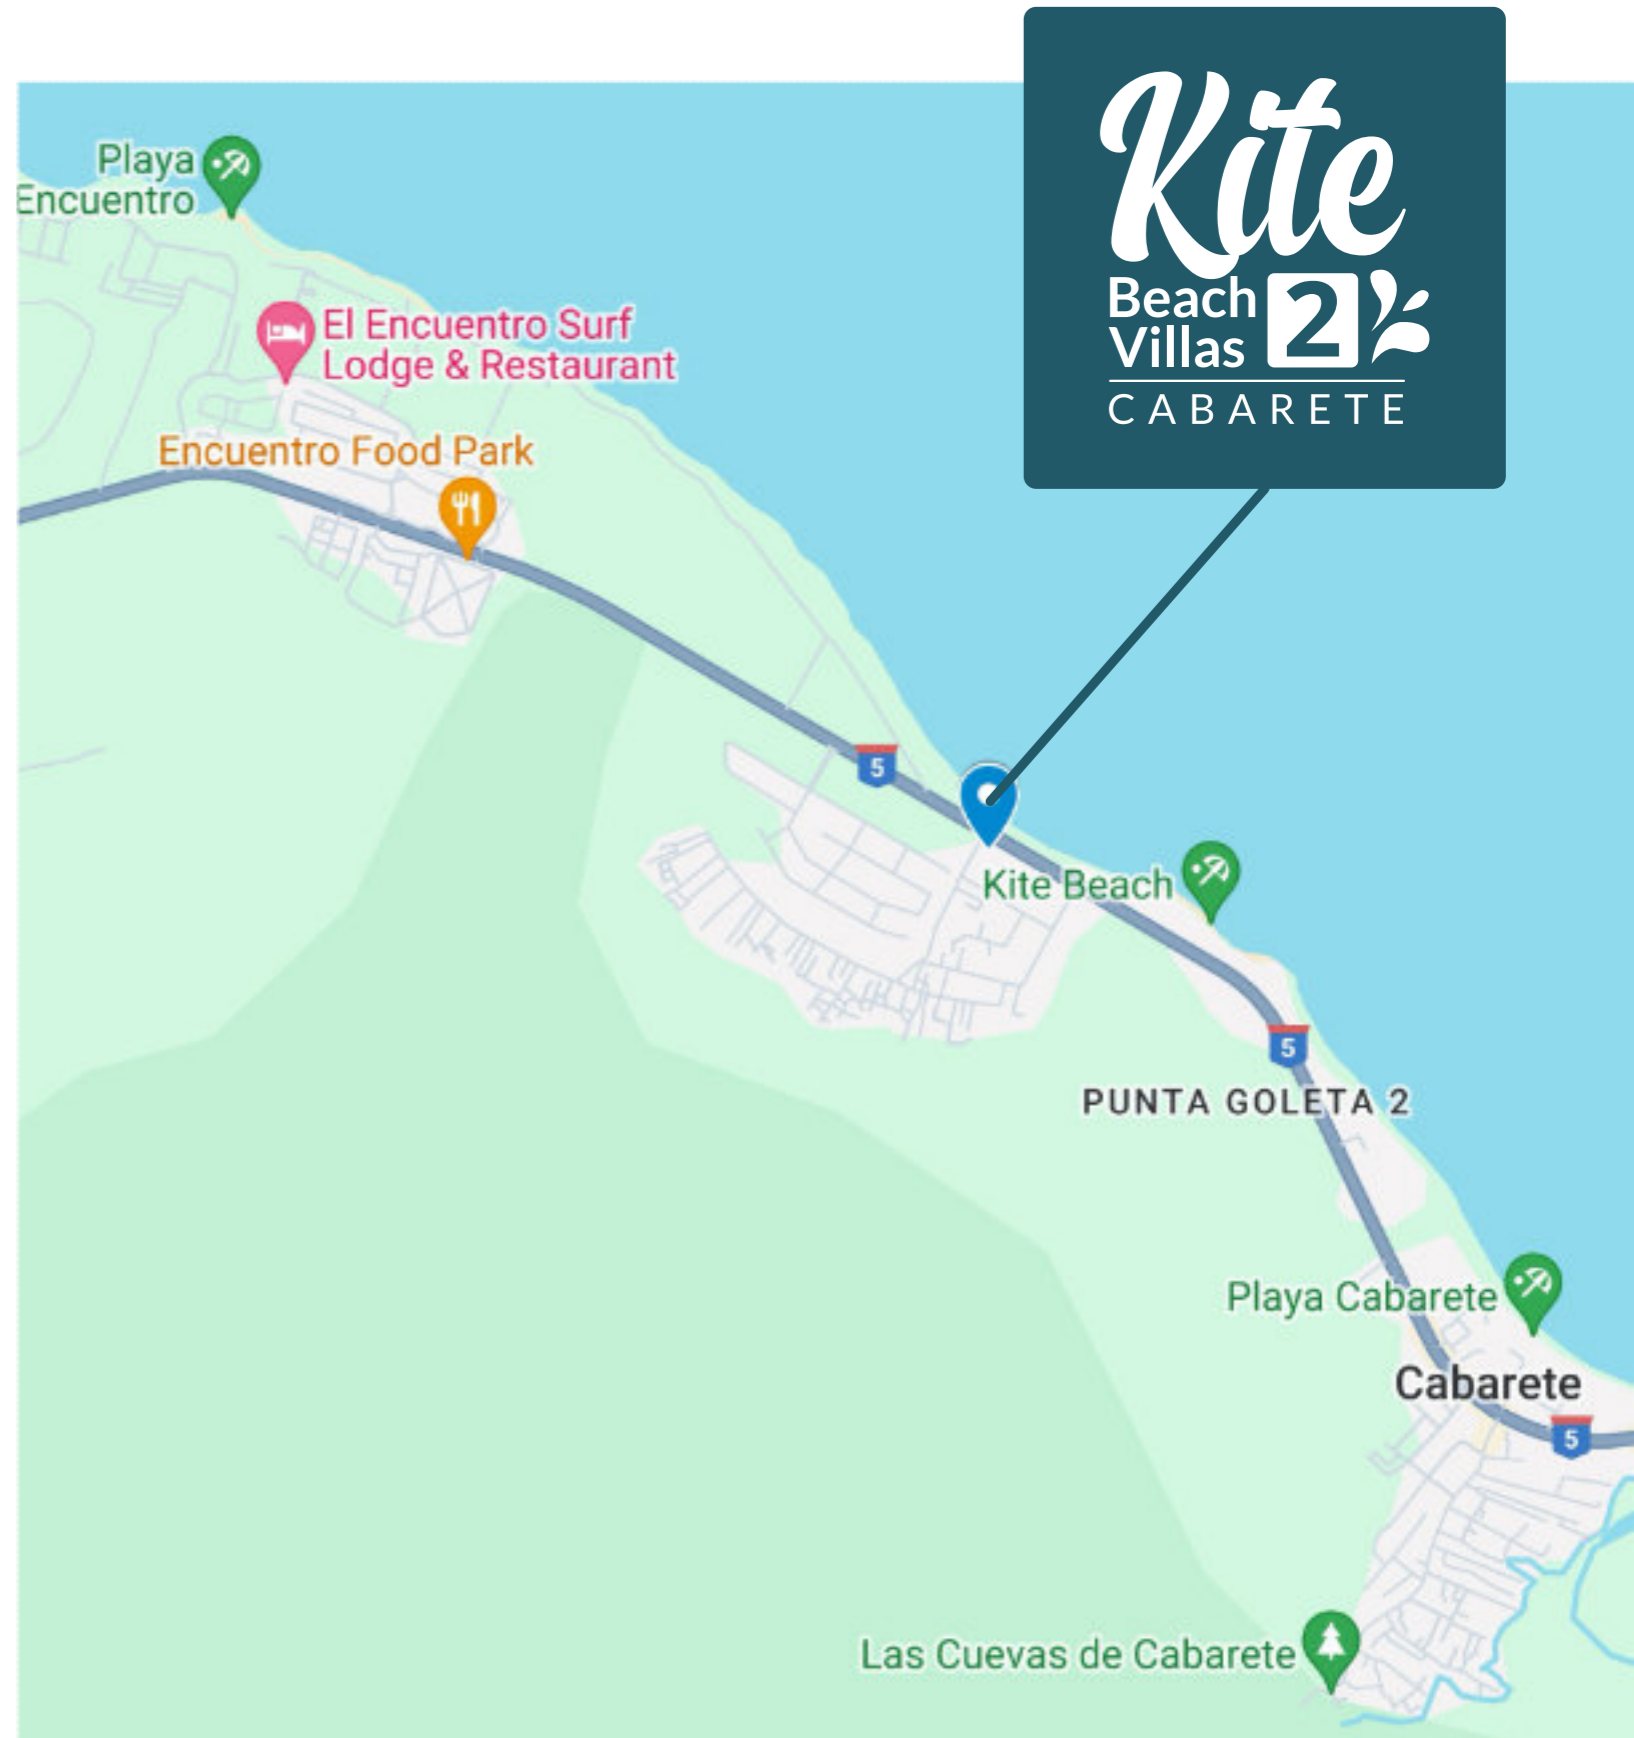 Kite
Beach
Villas
2
CABARETE
Playa
Encuentro
El Encuentro Surf
Lodge & Restaurant
Encuentro Food Park
5
Kite Beach
5
PUNTA GOLETA 2
Playa Cabarete
Cabarete
5
Las Cuevas de Cabarete